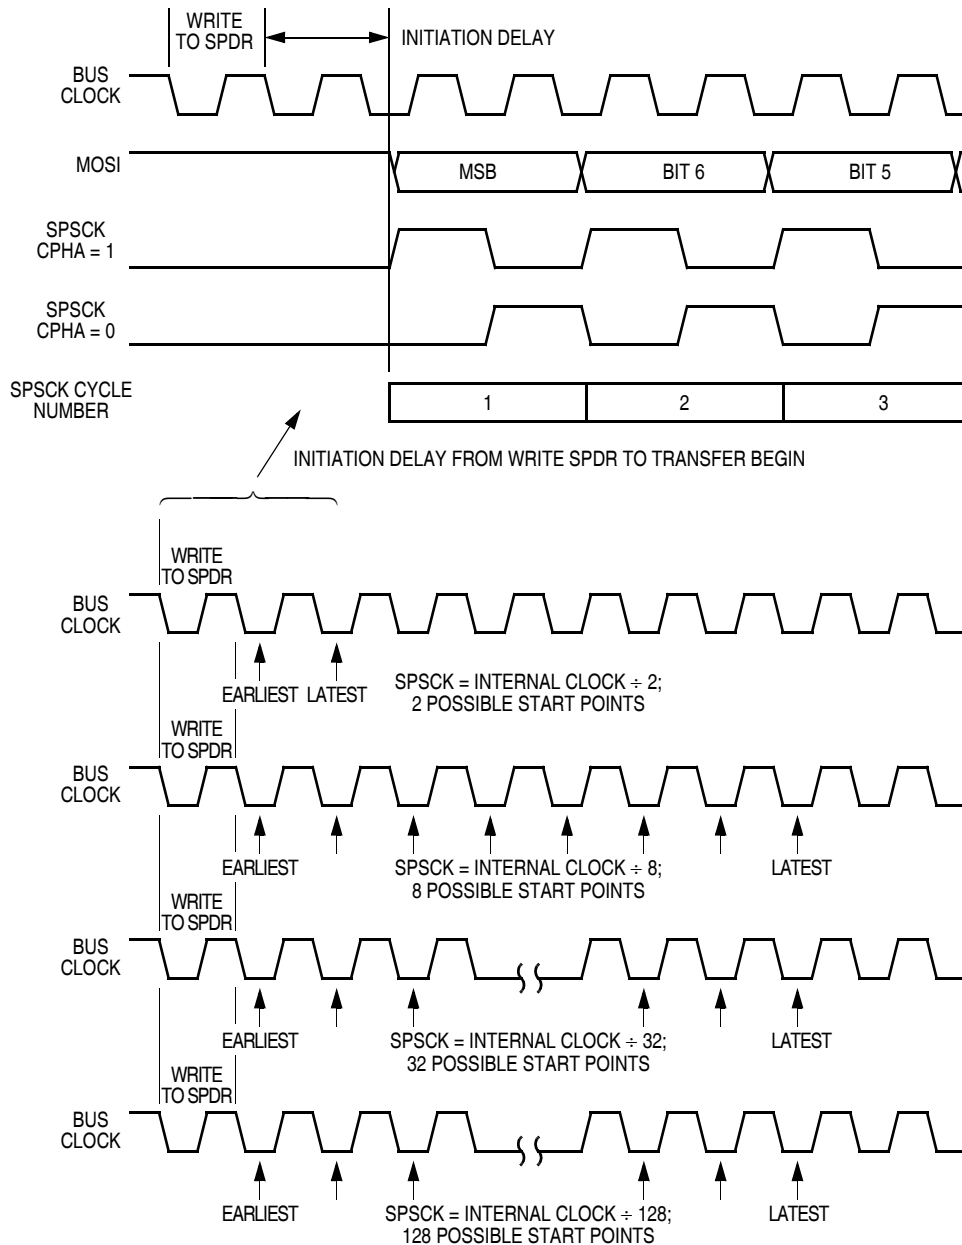 WRITE
TO SPDR
INITIATION DELAY
BUS
CLOCK
MOSI
MSB
BIT 6
BIT 5
SPSCK
CPHA = 1
SPSCK
CPHA = 0
SPSCK CYCLE
NUMBER
1
2
3
INITIATION DELAY FROM WRITE SPDR TO TRANSFER BEGIN
WRITE
TO SPDR
BUS
CLOCK
EARLIEST
LATEST
SPSCK = INTERNAL CLOCK ÷ 2;
2 POSSIBLE START POINTS
WRITE
TO SPDR
BUS
CLOCK
EARLIEST
SPSCK = INTERNAL CLOCK ÷ 8;
8 POSSIBLE START POINTS
LATEST
WRITE
TO SPDR
BUS
CLOCK
EARLIEST
SPSCK = INTERNAL CLOCK ÷ 32;
32 POSSIBLE START POINTS
LATEST
WRITE
TO SPDR
BUS
CLOCK
EARLIEST
SPSCK = INTERNAL CLOCK ÷ 128;
128 POSSIBLE START POINTS
LATEST